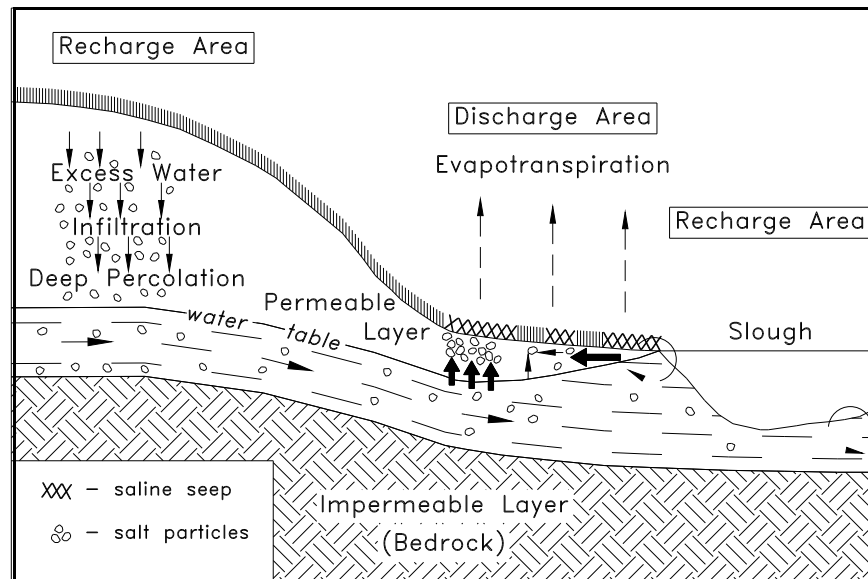 Recharge Area
Discharge Area
Evapotranspiration
Excess Water
Recharge Area
Infiltration
Deep Percolation
Permeable
Layer
water table
Slough
XXX – saline seep
– salt particles
Impermeable Layer
(Bedrock)